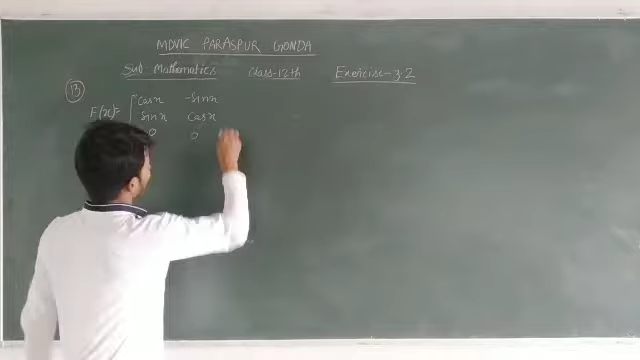 MDVIC PARASPUR GONDA
Sub Mathematics Class-12th Exercise-3.2
13
F(x)= [ Cosx -Sinx
Sinx Cosx
0 0